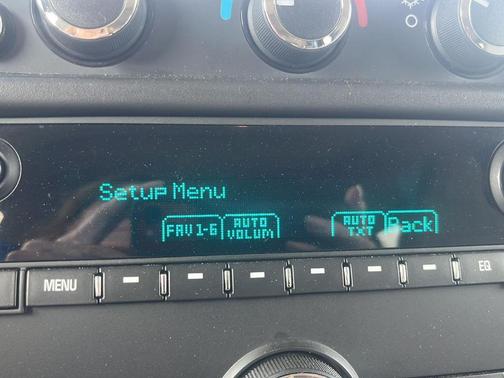 Setup Menu
FAV 1-6 AUTO VOLUM AUTO TXT Back
MENU EQ